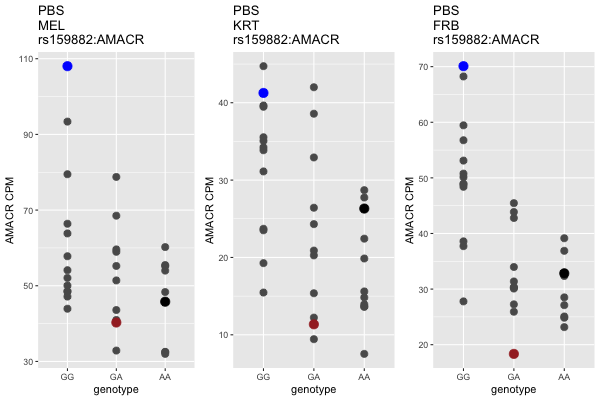 PBS
MEL
rs159882:AMACR
AMACR CPM
110
90
70
50
30
GG
GA
AA
genotype
PBS
KRT
rs159882:AMACR
AMACR CPM
40
30
20
10
GG
GA
AA
genotype
PBS
FRB
rs159882:AMACR
AMACR CPM
70
60
50
40
30
20
GG
GA
AA
genotype